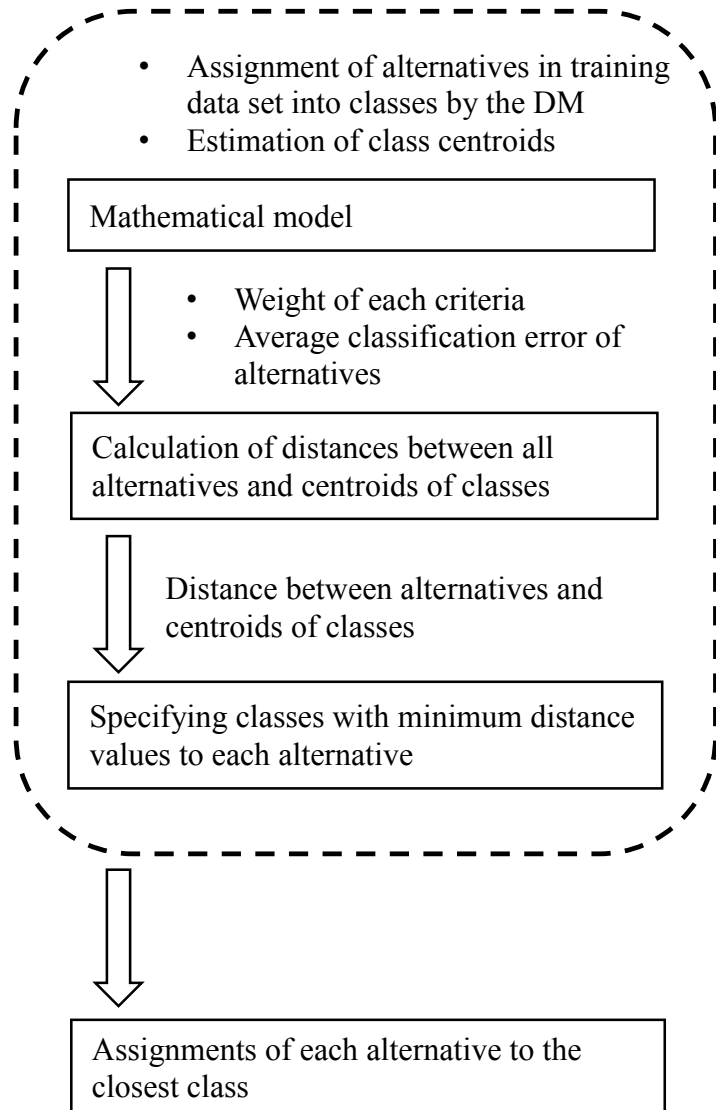 • Assignment of alternatives in training
data set into classes by the DM
• Estimation of class centroids
Mathematical model
• Weight of each criteria
• Average classification error of
alternatives
Calculation of distances between all
alternatives and centroids of classes
Distance between alternatives and
centroids of classes
Specifying classes with minimum distance
values to each alternative
Assignments of each alternative to the
closest class